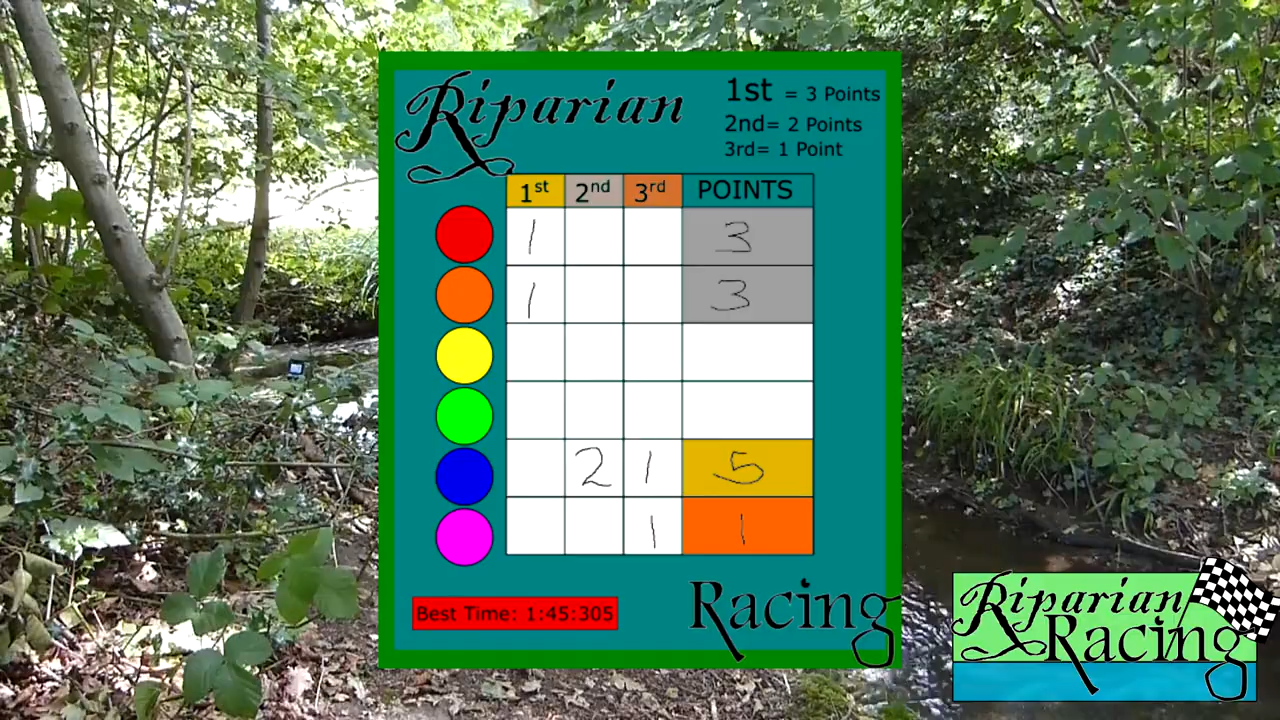 Riparian
1st = 3 Points
2nd= 2 Points
3rd= 1 Point
1st 2nd 3rd POINTS
1 3
1 3
2 1 5
1 1
Best Time: 1:45:305
Racing
Riparian
Racing